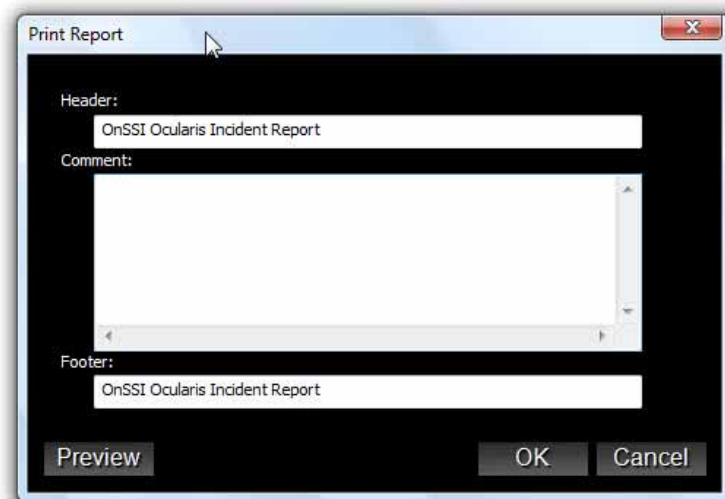 Print Report
Header:
OnSSI Ocularis Incident Report
Comment:
Footer:
OnSSI Ocularis Incident Report
Preview OK Cancel